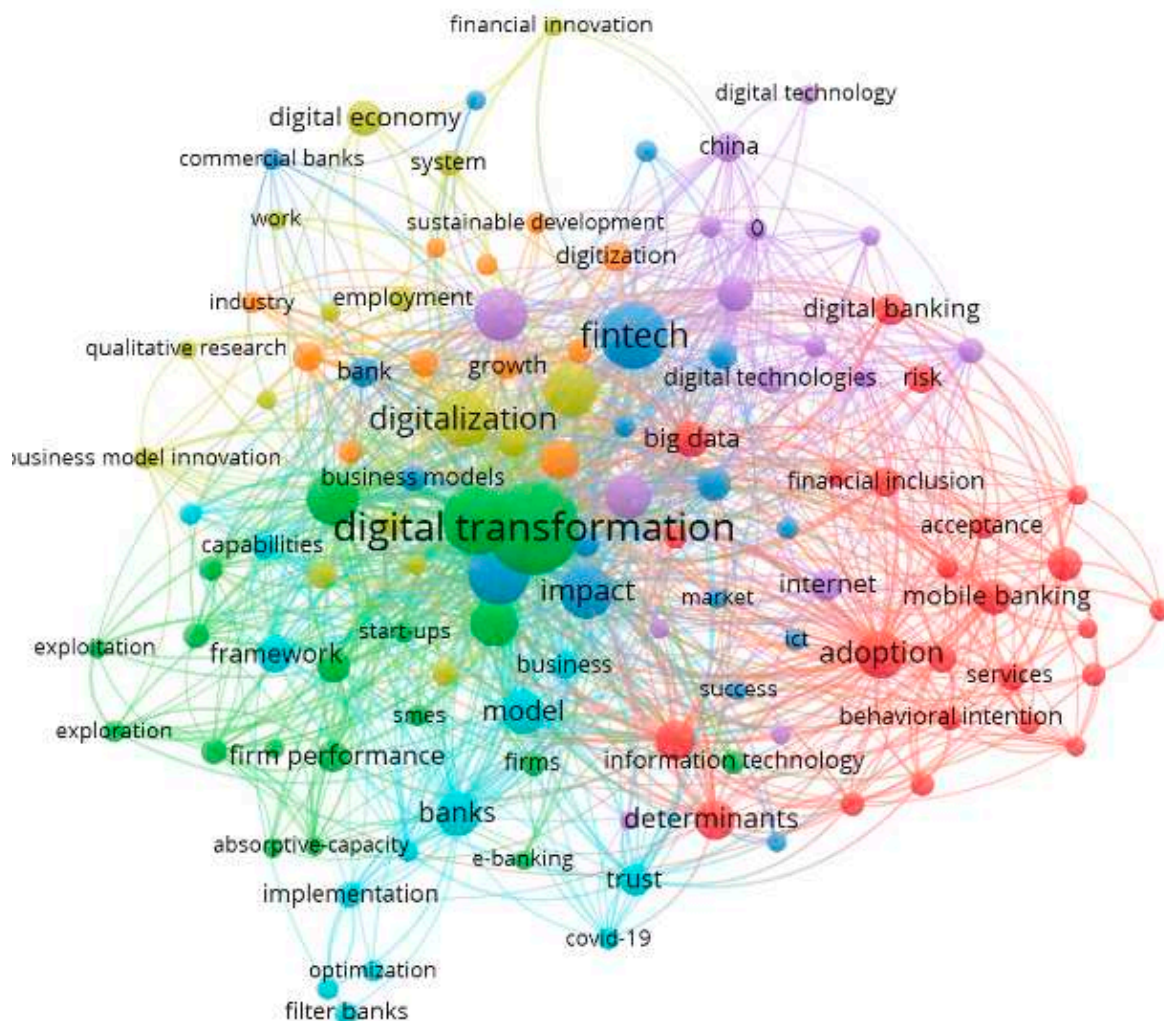 financial innovation
digital technology
digital economy
china
commercial banks
system
work
sustainable development
0
digitization
industry
employment
digital banking
fintech
qualitative research
bank
growth
digital technologies
risk
digitalization
big data
business model innovation
business models
financial inclusion
digital transformation
acceptance
capabilities
impact
internet
market
mobile banking
exploitation
start-ups
framework
business
ict
adoption
services
success
model
smes
behavioral intention
exploration
firm performance
firms
information technology
banks
determinants
absorptive-capacity
e-banking
trust
implementation
covid-19
optimization
filter banks